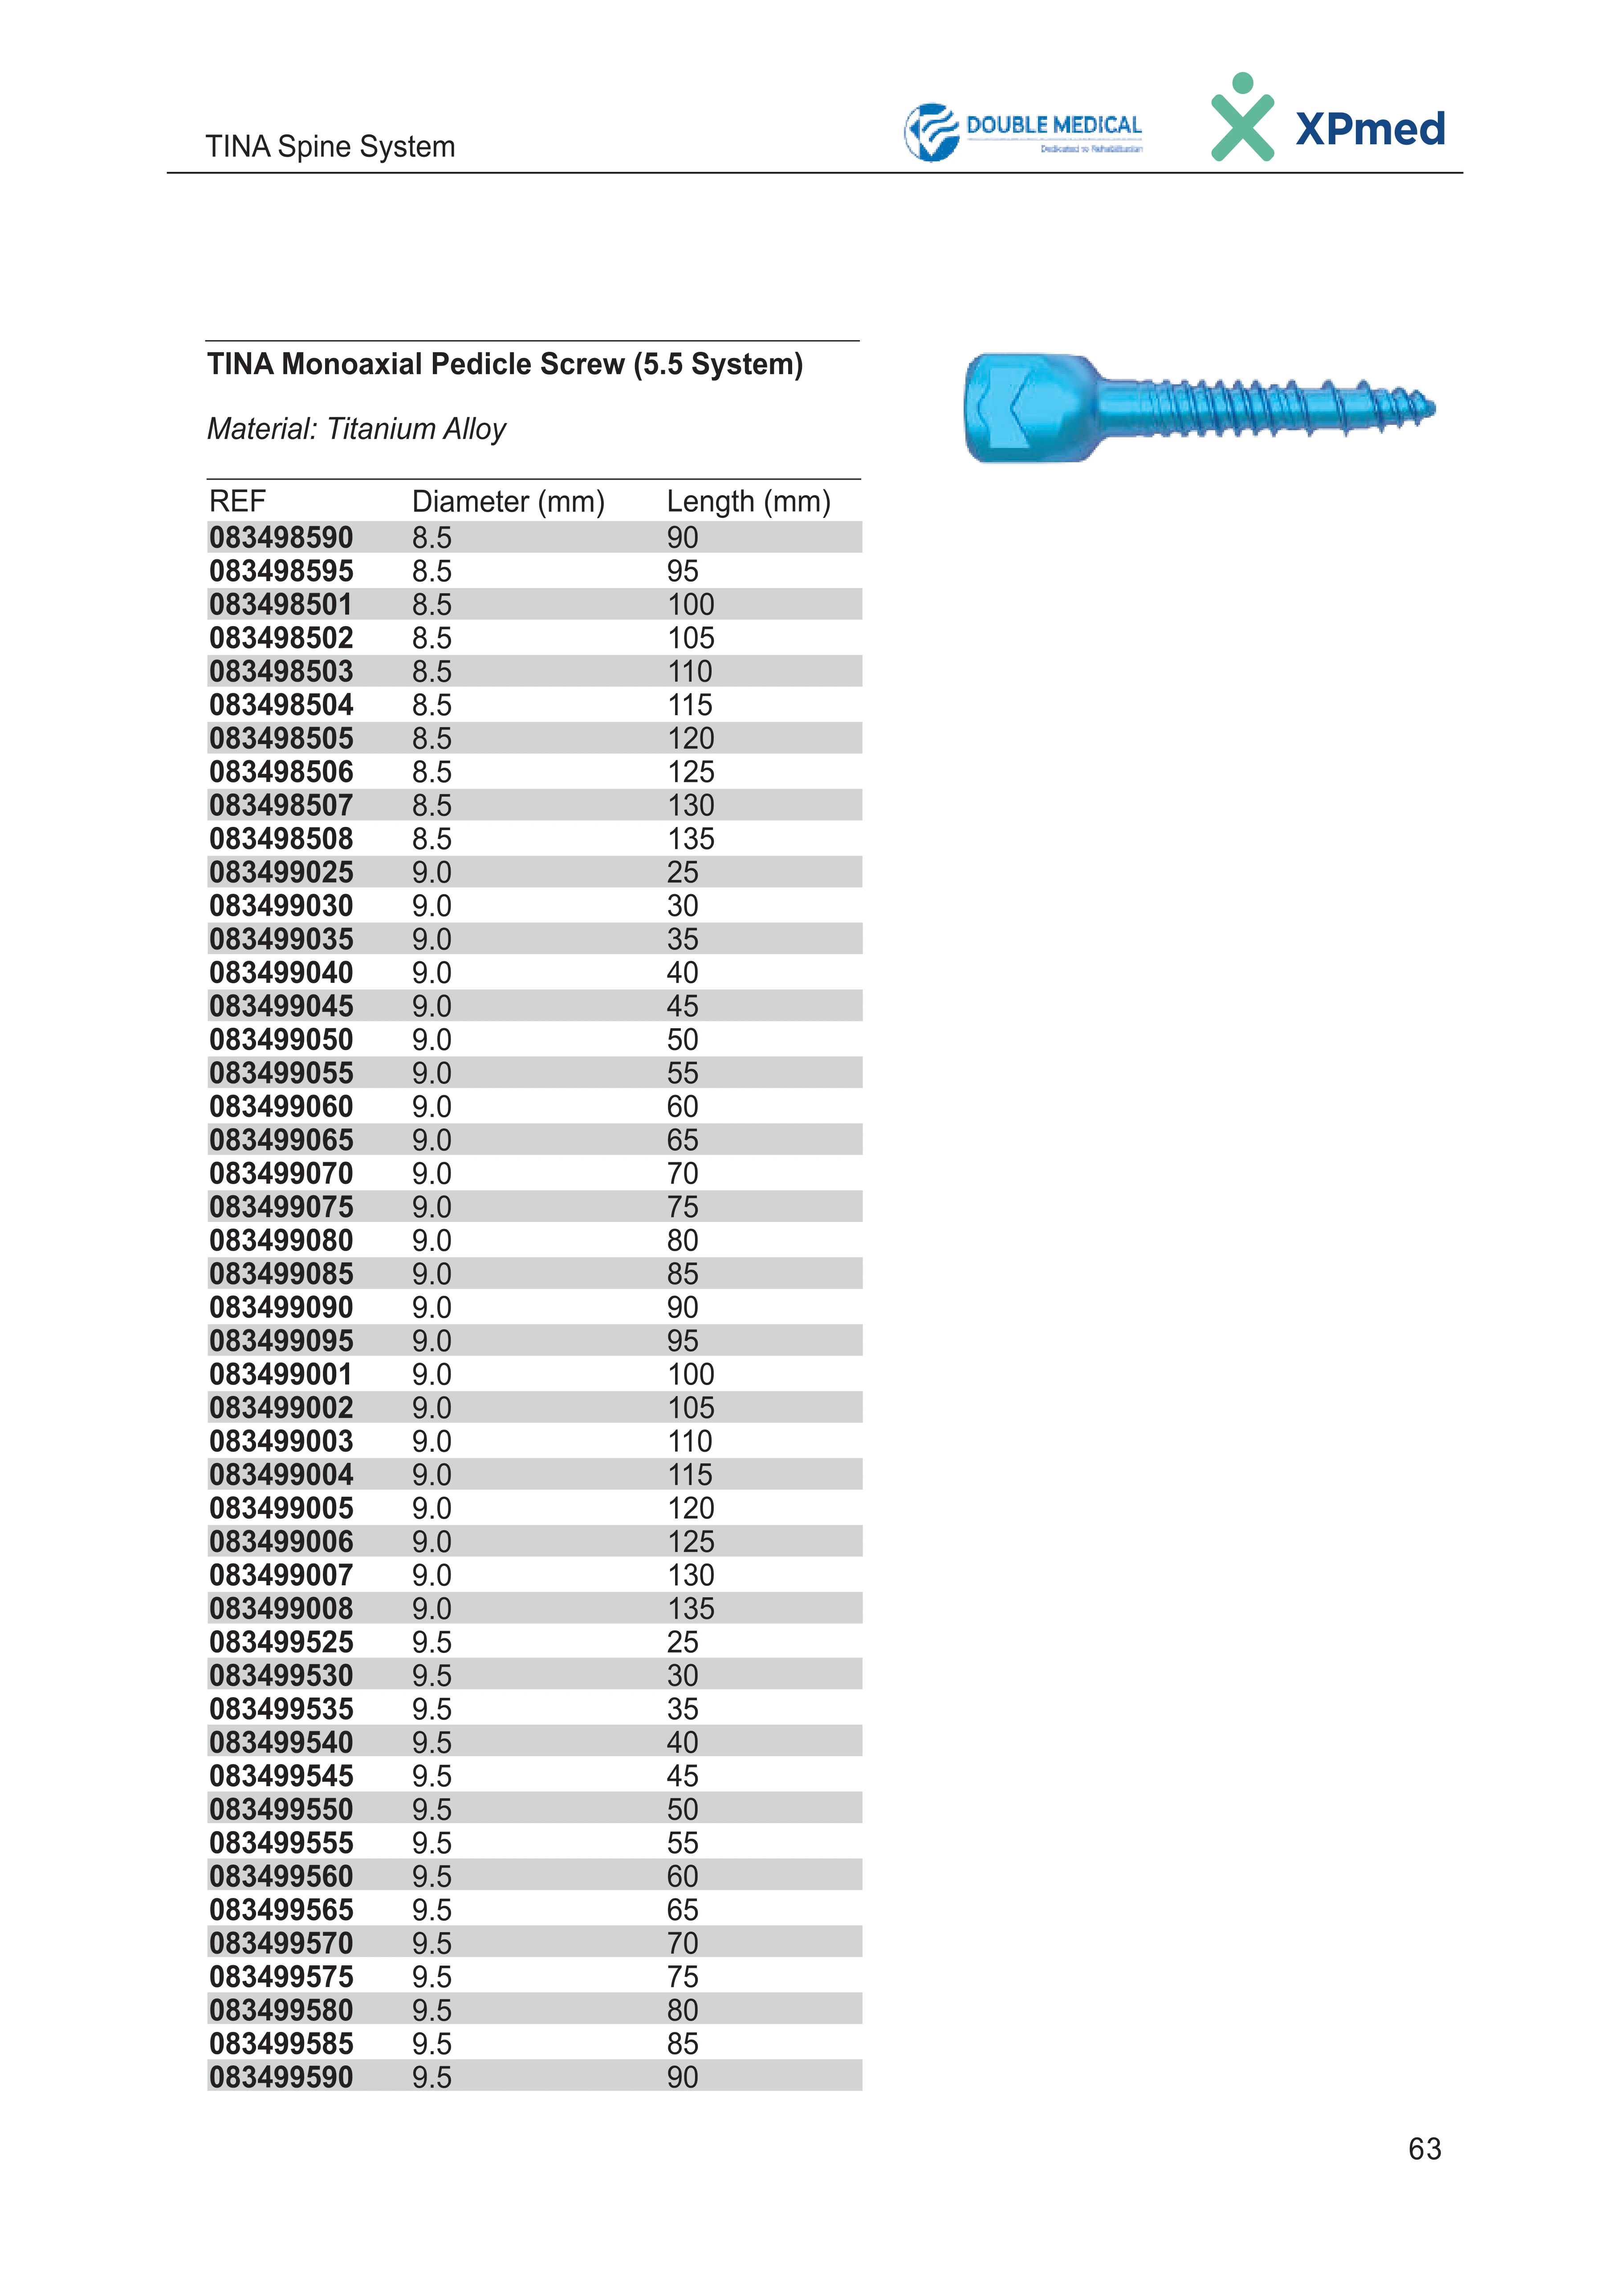 TINA Spine System
DOUBLE MEDICAL
Dedicated to Rehabilitation
XPmed
TINA Monoaxial Pedicle Screw (5.5 System)
Material: Titanium Alloy
REF Diameter (mm) Length (mm)
083498590 8.5 90
083498595 8.5 95
083498501 8.5 100
083498502 8.5 105
083498503 8.5 110
083498504 8.5 115
083498505 8.5 120
083498506 8.5 125
083498507 8.5 130
083498508 8.5 135
083499025 9.0 25
083499030 9.0 30
083499035 9.0 35
083499040 9.0 40
083499045 9.0 45
083499050 9.0 50
083499055 9.0 55
083499060 9.0 60
083499065 9.0 65
083499070 9.0 70
083499075 9.0 75
083499080 9.0 80
083499085 9.0 85
083499090 9.0 90
083499095 9.0 95
083499001 9.0 100
083499002 9.0 105
083499003 9.0 110
083499004 9.0 115
083499005 9.0 120
083499006 9.0 125
083499007 9.0 130
083499008 9.0 135
083499525 9.5 25
083499530 9.5 30
083499535 9.5 35
083499540 9.5 40
083499545 9.5 45
083499550 9.5 50
083499555 9.5 55
083499560 9.5 60
083499565 9.5 65
083499570 9.5 70
083499575 9.5 75
083499580 9.5 80
083499585 9.5 85
083499590 9.5 90
63